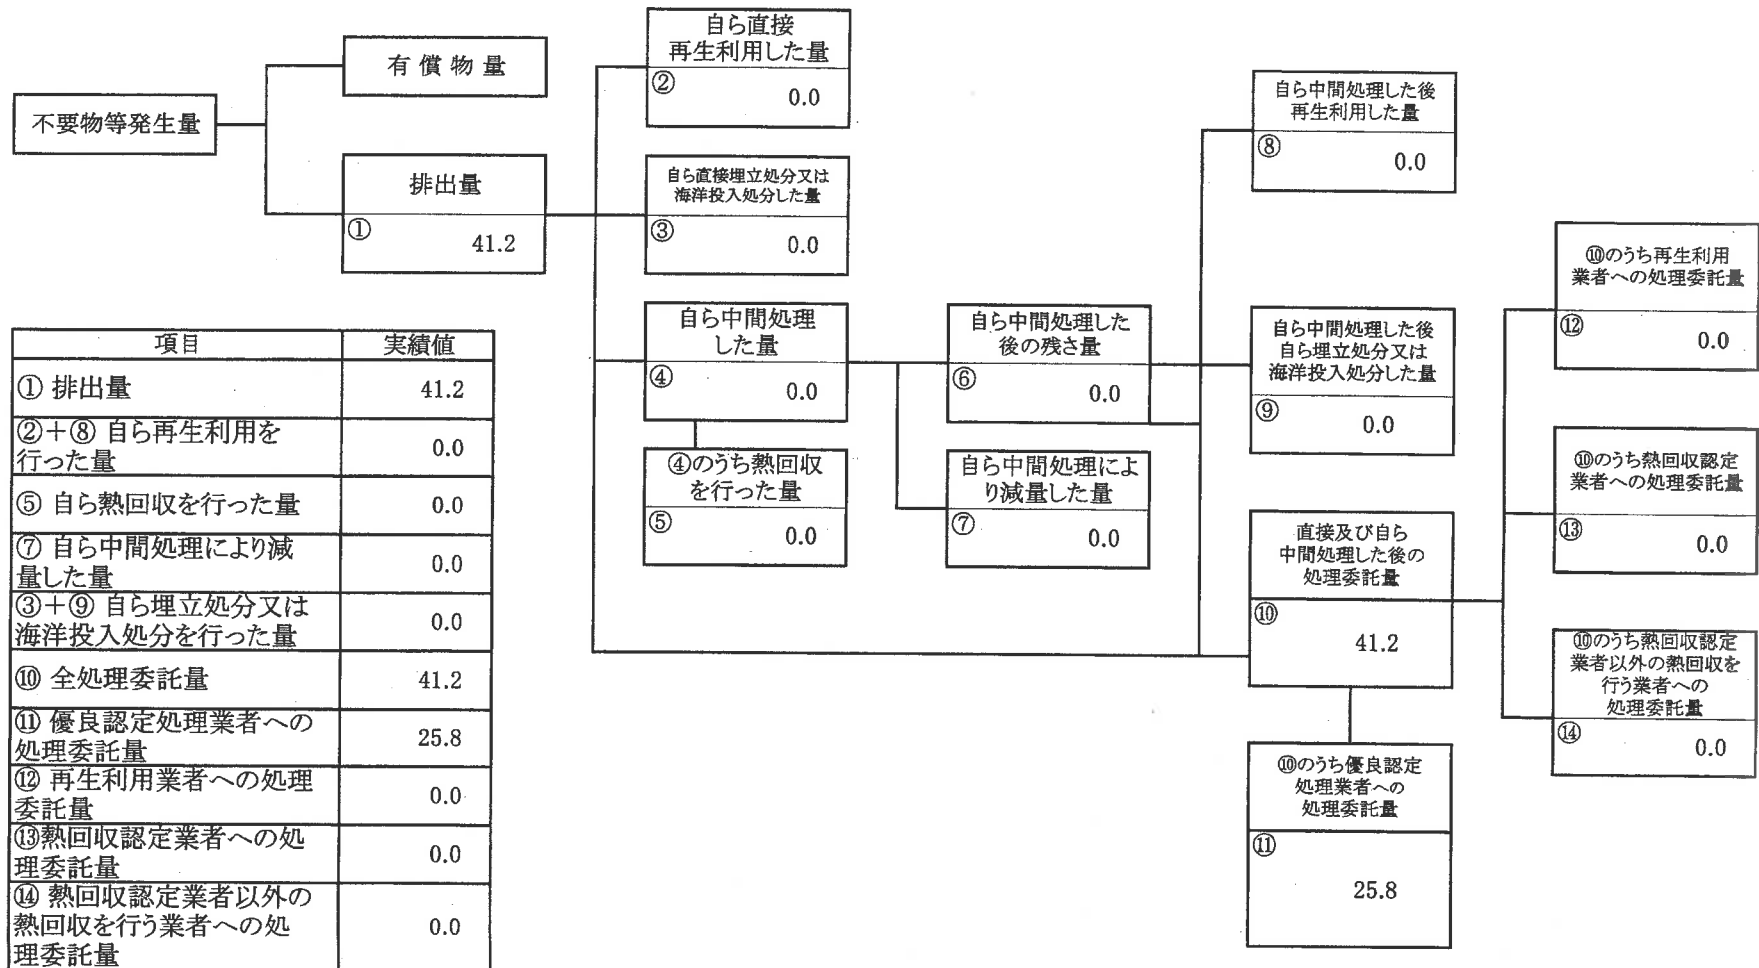 不要物等発生量
有償物量
排出量
① 41.2
自ら直接
再生利用した量
② 0.0
自ら直接埋立処分又は
海洋投入処分した量
③ 0.0
自ら中間処理
した量
④ 0.0
④のうち熱回収
を行った量
⑤ 0.0
自ら中間処理した
後の残さ量
⑥ 0.0
自ら中間処理によ
り減量した量
⑦ 0.0
自ら中間処理した後
再生利用した量
⑧ 0.0
自ら中間処理した後
自ら埋立処分又は
海洋投入処分した量
⑨ 0.0
直接及び自ら
中間処理した後の
処理委託量
⑩ 41.2
⑩のうち優良認定
処理業者への
処理委託量
⑪ 25.8
⑩のうち再生利用
業者への処理委託量
⑫ 0.0
⑩のうち熱回収認定
業者への処理委託量
⑬ 0.0
⑩のうち熱回収認定
業者以外の熱回収を
行う業者への
処理委託量
⑭ 0.0
項目 実績値
① 排出量 41.2
②＋⑧ 自ら再生利用を
行った量 0.0
⑤ 自ら熱回収を行った量 0.0
⑦ 自ら中間処理により減
量した量 0.0
③＋⑨ 自ら埋立処分又は
海洋投入処分を行った量 0.0
⑩ 全処理委託量 41.2
⑪ 優良認定処理業者への
処理委託量 25.8
⑫ 再生利用業者への処理
委託量 0.0
⑬熱回収認定業者への処
理委託量 0.0
⑭ 熱回収認定業者以外の
熱回収を行う業者への処
理委託量 0.0